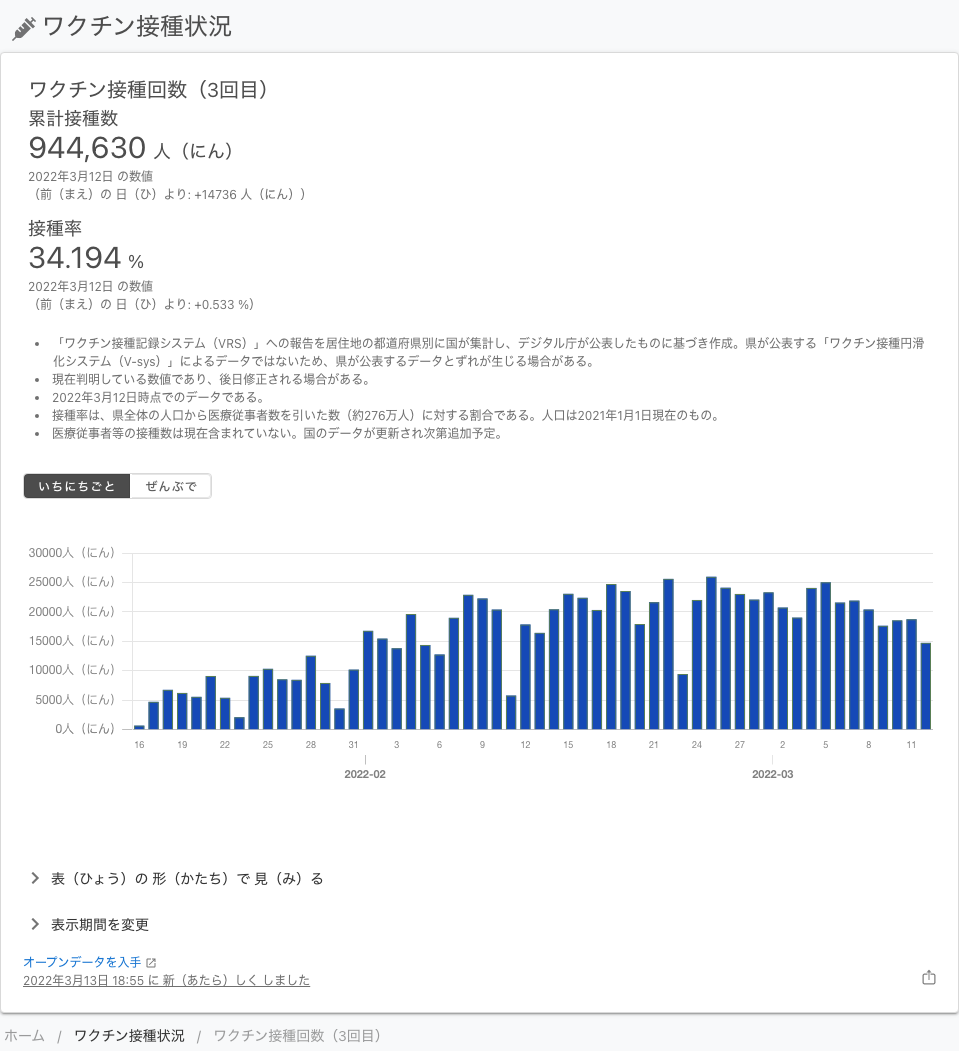 ワクチン接種状況
ワクチン接種回数（3回目）
累計接種数
944,630 人（にん）
2022年3月12日 の数値
（前（まえ）の 日（ひ）より: +14736 人（にん））
接種率
34.194 %
2022年3月12日 の数値
（前（まえ）の 日（ひ）より: +0.533 %）
• 「ワクチン接種記録システム（VRS）」への報告を居住地の都道府県別に国が集計し、デジタル庁が公表したものに基づき作成。県が公表する「ワクチン接種円滑
化システム（V-sys）」によるデータではないため、県が公表するデータとずれが生じる場合がある。
• 現在判明している数値であり、後日修正される場合がある。
• 2022年3月12日時点でのデータである。
• 接種率は、県全体の人口から医療従事者数を引いた数（約276万人）に対する割合である。人口は2021年1月1日現在のもの。
• 医療従事者等の接種数は現在含まれていない。国のデータが更新され次第追加予定。
いちにちごと ぜんぶで
30000人（にん）
25000人（にん）
20000人（にん）
15000人（にん）
10000人（にん）
5000人（にん）
0人（にん）
16 19 22 25 28 31 3 6 9 12 15 18 21 24 27 2 5 8 11
2022-02 2022-03
表（ひょう）の 形（かたち）で 見（み）る
表示期間を変更
オープンデータを入手
2022年3月13日 18:55 に 新（あたら）しく しました
ホーム / ワクチン接種状況 / ワクチン接種回数（3回目）